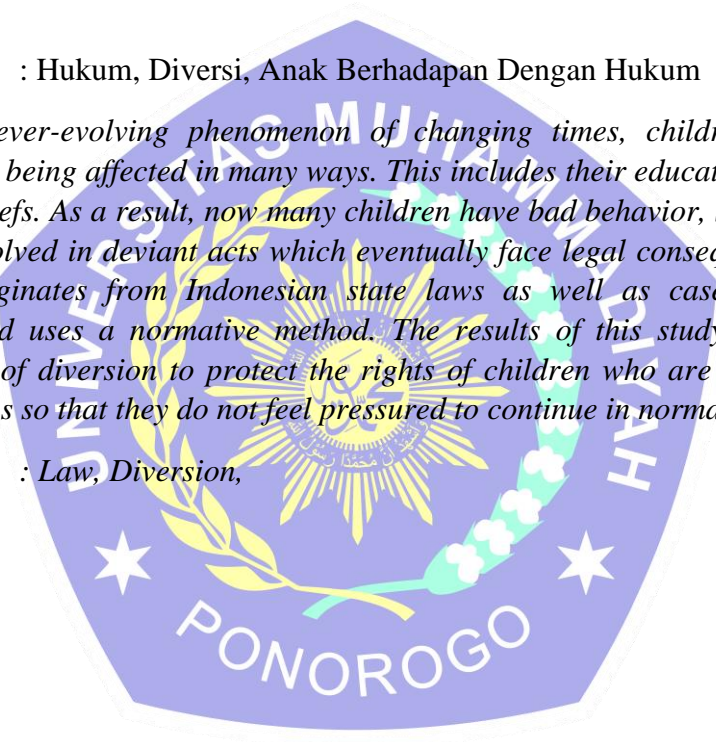 : Hukum, Diversi, Anak Berhadapan Dengan Hukum
ever-evolving phenomenon of changing times, childr
being affected in many ways. This includes their educat
efs. As a result, now many children have bad behavior,
olved in deviant acts which eventually face legal conseq
ginates from Indonesian state laws as well as case
d uses a normative method. The results of this study
of diversion to protect the rights of children who are
s so that they do not feel pressured to continue in norma
: Law, Diversion,
UNIVERSITAS MUHAMMADIYAH
PONOROGO